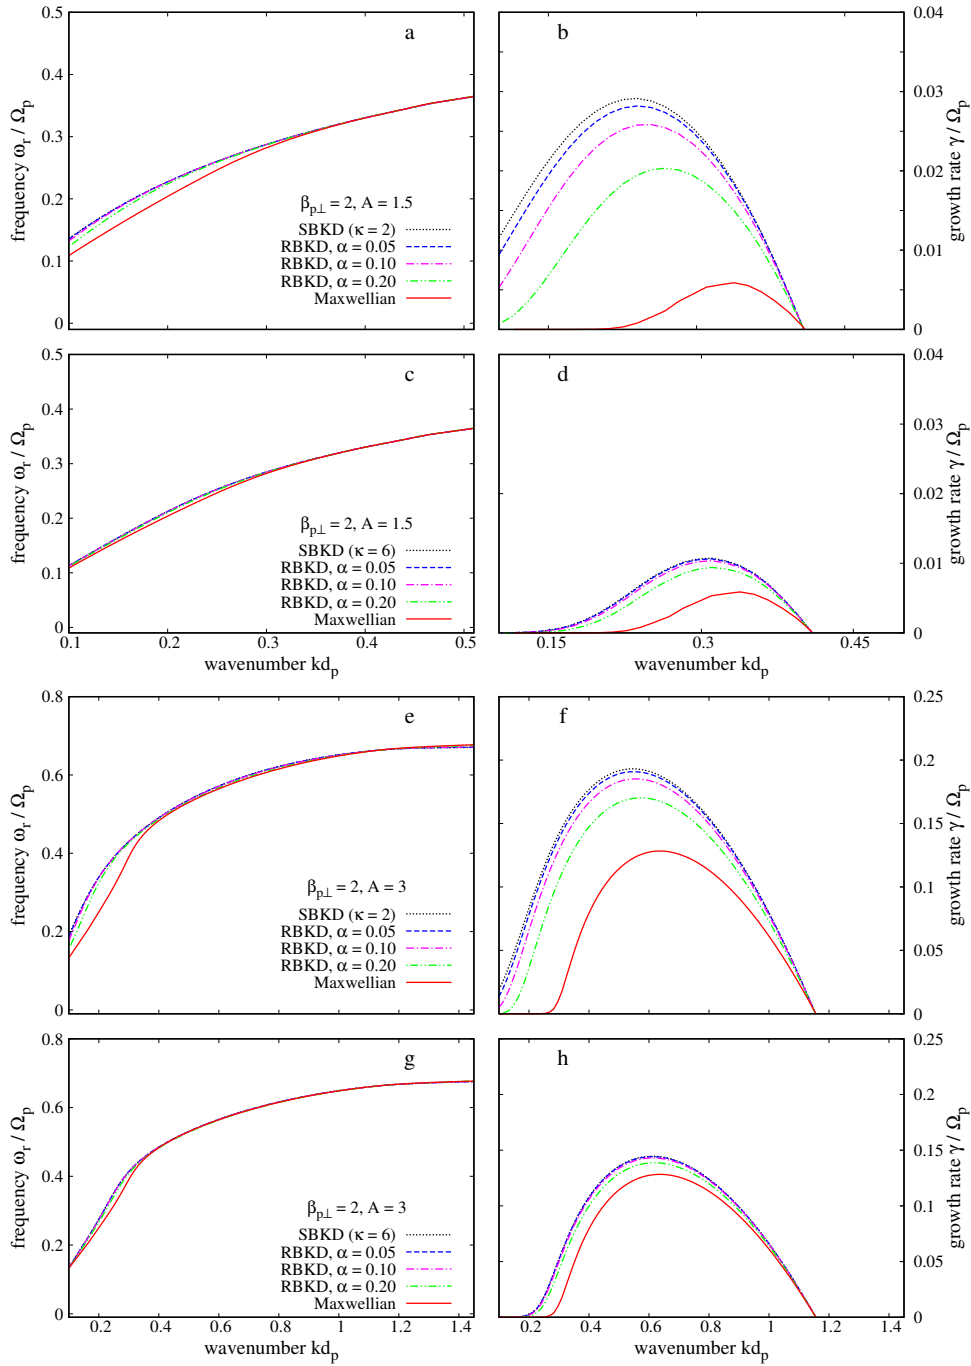 a
0.5
0.4
0.3
0.2
0.1
0
frequency ω_r / Ω_p
β_p⊥ = 2, A = 1.5
SBKD (κ = 2)
RBKD, α = 0.05
RBKD, α = 0.10
RBKD, α = 0.20
Maxwellian
b
0.04
0.03
0.02
0.01
0
growth rate γ / Ω_p
c
0.5
0.4
0.3
0.2
0.1
0
frequency ω_r / Ω_p
β_p⊥ = 2, A = 1.5
SBKD (κ = 6)
RBKD, α = 0.05
RBKD, α = 0.10
RBKD, α = 0.20
Maxwellian
0.1 0.2 0.3 0.4 0.5
wavenumber kd_p
d
0.04
0.03
0.02
0.01
0
growth rate γ / Ω_p
0.15 0.3 0.45
wavenumber kd_p
e
0.8
0.6
0.4
0.2
0
frequency ω_r / Ω_p
β_p⊥ = 2, A = 3
SBKD (κ = 2)
RBKD, α = 0.05
RBKD, α = 0.10
RBKD, α = 0.20
Maxwellian
f
0.25
0.2
0.15
0.1
0.05
0
growth rate γ / Ω_p
g
0.8
0.6
0.4
0.2
0
frequency ω_r / Ω_p
β_p⊥ = 2, A = 3
SBKD (κ = 6)
RBKD, α = 0.05
RBKD, α = 0.10
RBKD, α = 0.20
Maxwellian
0.2 0.4 0.6 0.8 1 1.2 1.4
wavenumber kd_p
h
0.25
0.2
0.15
0.1
0.05
0
growth rate γ / Ω_p
0.2 0.4 0.6 0.8 1 1.2 1.4
wavenumber kd_p